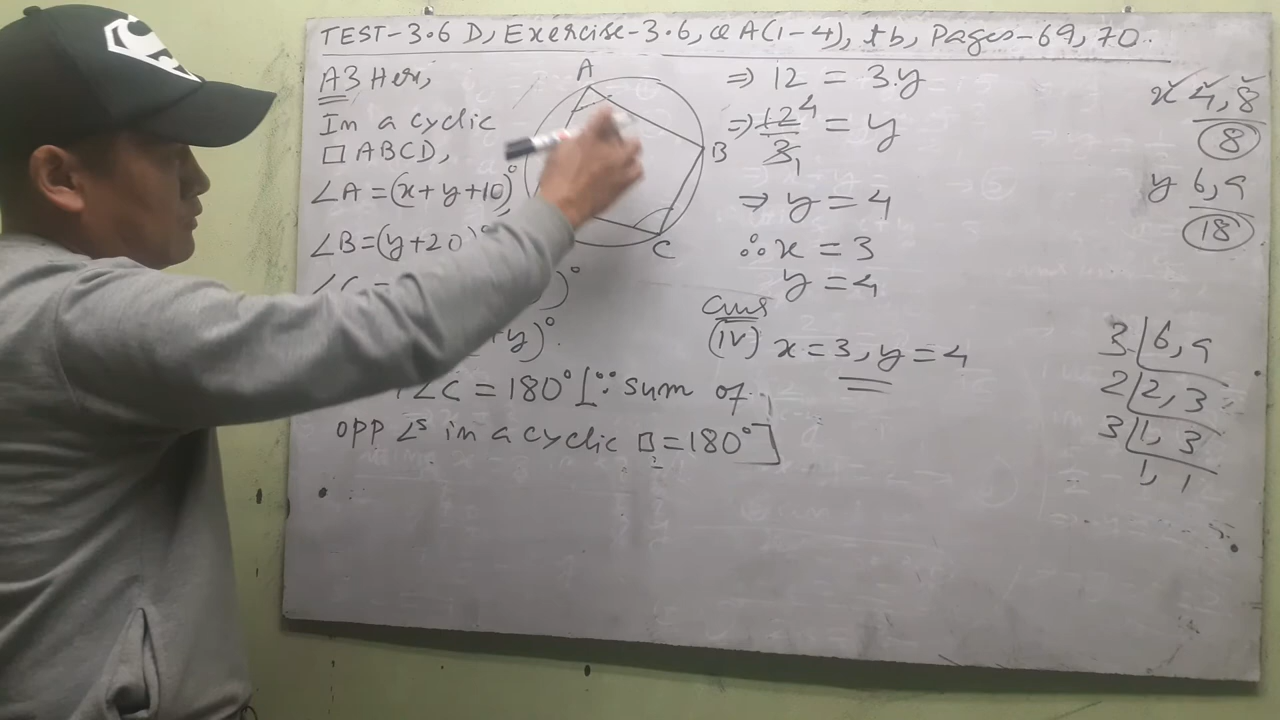 TEST-3.6 D, Exercise-3.6, Q A(1-4), tb, Pages-69, 70..
A3 Here,
In a cyclic
□ ABCD,
∠A = (x+y+10)°
∠B = (y+20)°
∠C =        )°
+y)°.
∠C = 180° [∵ sum of
opp ∠s in a cyclic □ = 180°]
A
B
C
⇒ 12 = 3.y
⇒ 12/3 = y
4
1
⇒ y = 4
∴ x = 3
y = 4
ans
(iv) x = 3, y = 4
x 4, 8
8
y 6, 9
18
3 | 6, 9
2 | 2, 3
3 | 1, 3
1, 1